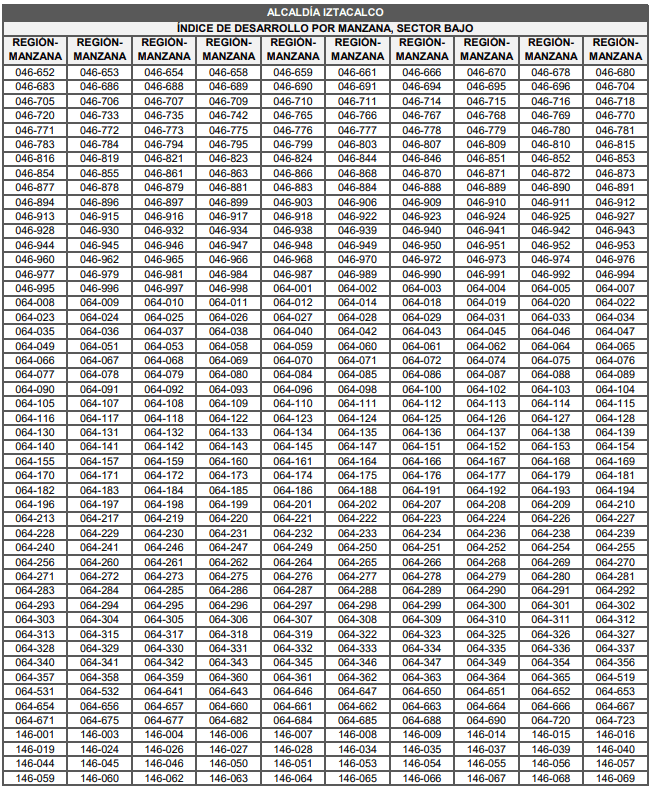 ALCALDÍA IZTACALCO
ÍNDICE DE DESARROLLO POR MANZANA, SECTOR BAJO
REGIÓN- REGIÓN- REGIÓN- REGIÓN- REGIÓN- REGIÓN- REGIÓN- REGIÓN- REGIÓN- REGIÓN-
MANZANA MANZANA MANZANA MANZANA MANZANA MANZANA MANZANA MANZANA MANZANA MANZANA
046-652 046-653 046-654 046-658 046-659 046-661 046-666 046-670 046-678 046-680
046-683 046-686 046-688 046-689 046-690 046-691 046-694 046-695 046-696 046-704
046-705 046-706 046-707 046-709 046-710 046-711 046-714 046-715 046-716 046-718
046-720 046-733 046-735 046-742 046-765 046-766 046-767 046-768 046-769 046-770
046-771 046-772 046-773 046-775 046-776 046-777 046-778 046-779 046-780 046-781
046-783 046-784 046-794 046-795 046-799 046-803 046-807 046-809 046-810 046-815
046-816 046-819 046-821 046-823 046-824 046-844 046-846 046-851 046-852 046-853
046-854 046-855 046-861 046-863 046-866 046-868 046-870 046-871 046-872 046-873
046-877 046-878 046-879 046-881 046-883 046-884 046-888 046-889 046-890 046-891
046-894 046-896 046-897 046-899 046-903 046-906 046-909 046-910 046-911 046-912
046-913 046-915 046-916 046-917 046-918 046-922 046-923 046-924 046-925 046-927
046-928 046-930 046-932 046-934 046-938 046-939 046-940 046-941 046-942 046-943
046-944 046-945 046-946 046-947 046-948 046-949 046-950 046-951 046-952 046-953
046-960 046-962 046-965 046-966 046-968 046-970 046-972 046-973 046-974 046-976
046-977 046-979 046-981 046-984 046-987 046-989 046-990 046-991 046-992 046-994
046-995 046-996 046-997 046-998 064-001 064-002 064-003 064-004 064-005 064-007
064-008 064-009 064-010 064-011 064-012 064-014 064-018 064-019 064-020 064-022
064-023 064-024 064-025 064-026 064-027 064-028 064-029 064-031 064-033 064-034
064-035 064-036 064-037 064-038 064-040 064-042 064-043 064-045 064-046 064-047
064-049 064-051 064-053 064-058 064-059 064-060 064-061 064-062 064-064 064-065
064-066 064-067 064-068 064-069 064-070 064-071 064-072 064-074 064-075 064-076
064-077 064-078 064-079 064-080 064-084 064-085 064-086 064-087 064-088 064-089
064-090 064-091 064-092 064-093 064-096 064-098 064-100 064-102 064-103 064-104
064-105 064-107 064-108 064-109 064-110 064-111 064-112 064-113 064-114 064-115
064-116 064-117 064-118 064-122 064-123 064-124 064-125 064-126 064-127 064-128
064-130 064-131 064-132 064-133 064-134 064-135 064-136 064-137 064-138 064-139
064-140 064-141 064-142 064-143 064-145 064-147 064-151 064-152 064-153 064-154
064-155 064-157 064-159 064-160 064-161 064-164 064-166 064-167 064-168 064-169
064-170 064-171 064-172 064-173 064-174 064-175 064-176 064-177 064-179 064-181
064-182 064-183 064-184 064-185 064-186 064-188 064-191 064-192 064-193 064-194
064-196 064-197 064-198 064-199 064-201 064-202 064-207 064-208 064-209 064-210
064-213 064-217 064-219 064-220 064-221 064-222 064-223 064-224 064-226 064-227
064-228 064-229 064-230 064-231 064-232 064-233 064-234 064-236 064-238 064-239
064-240 064-241 064-246 064-247 064-249 064-250 064-251 064-252 064-254 064-255
064-256 064-260 064-261 064-262 064-264 064-265 064-266 064-268 064-269 064-270
064-271 064-272 064-273 064-275 064-276 064-277 064-278 064-279 064-280 064-281
064-283 064-284 064-285 064-286 064-287 064-288 064-289 064-290 064-291 064-292
064-293 064-294 064-295 064-296 064-297 064-298 064-299 064-300 064-301 064-302
064-303 064-304 064-305 064-306 064-307 064-308 064-309 064-310 064-311 064-312
064-313 064-315 064-317 064-318 064-319 064-322 064-323 064-325 064-326 064-327
064-328 064-329 064-330 064-331 064-332 064-333 064-334 064-335 064-336 064-337
064-340 064-341 064-342 064-343 064-345 064-346 064-347 064-349 064-354 064-356
064-357 064-358 064-359 064-360 064-361 064-362 064-363 064-364 064-365 064-519
064-531 064-532 064-641 064-643 064-646 064-647 064-650 064-651 064-652 064-653
064-654 064-656 064-657 064-660 064-661 064-662 064-663 064-664 064-666 064-667
064-671 064-675 064-677 064-682 064-684 064-685 064-688 064-690 064-720 064-723
146-001 146-003 146-004 146-006 146-007 146-008 146-009 146-014 146-015 146-016
146-019 146-024 146-026 146-027 146-028 146-034 146-035 146-037 146-039 146-040
146-044 146-045 146-046 146-050 146-051 146-053 146-054 146-055 146-056 146-057
146-059 146-060 146-062 146-063 146-064 146-065 146-066 146-067 146-068 146-069